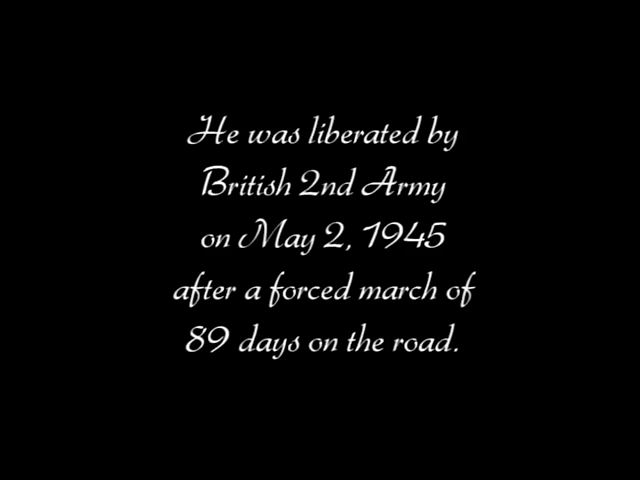 He was liberated by
British 2nd Army
on May 2, 1945
after a forced march of
89 days on the road.